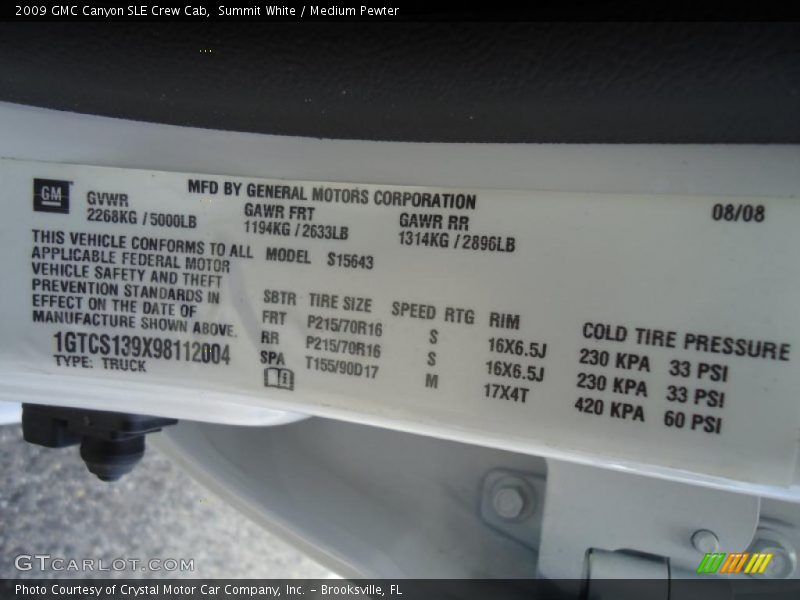 2009 GMC Canyon SLE Crew Cab, Summit White / Medium Pewter
GM
MFD BY GENERAL MOTORS CORPORATION
08/08
GVWR
2268KG / 5000LB
GAWR FRT
1194KG / 2633LB
GAWR RR
1314KG / 2896LB
THIS VEHICLE CONFORMS TO ALL
APPLICABLE FEDERAL MOTOR
VEHICLE SAFETY AND THEFT
PREVENTION STANDARDS IN
EFFECT ON THE DATE OF
MANUFACTURE SHOWN ABOVE.
1GTCS139X98112004
TYPE: TRUCK
MODEL S15643
SBTR TIRE SIZE SPEED RTG RIM COLD TIRE PRESSURE
FRT P215/70R16 S 16X6.5J 230 KPA 33 PSI
RR P215/70R16 S 16X6.5J 230 KPA 33 PSI
SPA T155/90D17 M 17X4T 420 KPA 60 PSI
GTCARLOT.COM
Photo Courtesy of Crystal Motor Car Company, Inc. - Brooksville, FL